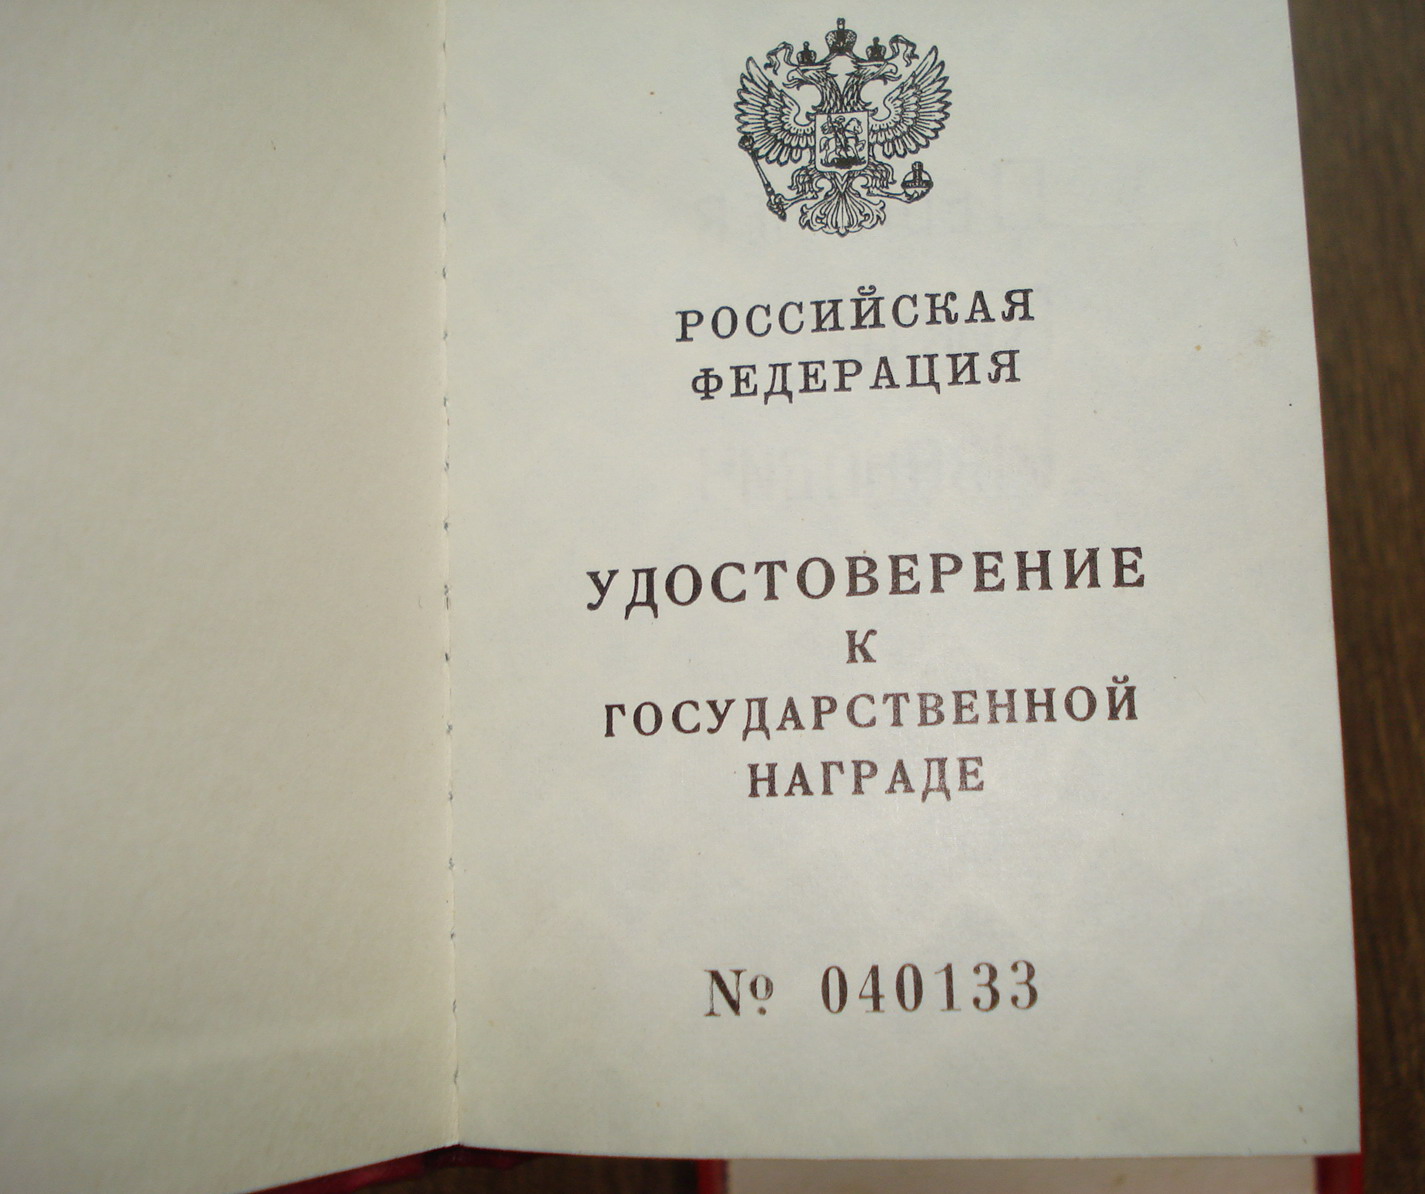 РОССИЙСКАЯ
ФЕДЕРАЦИЯ
УДОСТОВЕРЕНИЕ
К
ГОСУДАРСТВЕННОЙ
НАГРАДЕ
№ 040133